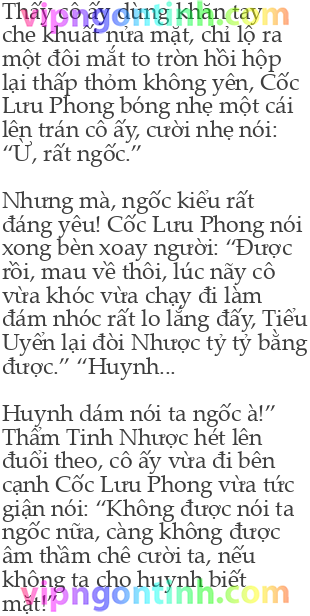 Thấy cô ấy dùng khăn tay
che khuất nửa mặt, chỉ lộ ra
một đôi mắt to tròn hồi hộp
lại thấp thỏm không yên, Cốc
Lưu Phong bóng nhẹ một cái
lên trán cô ấy, cười nhẹ nói:
“Ừ, rất ngốc.”
Nhưng mà, ngốc kiểu rất
đáng yêu! Cốc Lưu Phong nói
xong bèn xoay người: “Được
rồi, mau về thôi, lúc nãy cô
vừa khóc vừa chạy đi làm
đám nhóc rất lo lắng đấy, Tiểu
Uyển lại đòi Nhược tỷ tỷ bằng
được.” “Huynh...
Huynh dám nói ta ngốc à!”
Thẩm Tinh Nhược hét lên
đuổi theo, cô ấy vừa đi bên
cạnh Cốc Lưu Phong vừa tức
giận nói: “Không được nói ta
ngốc nữa, càng không được
âm thầm chê cười ta, nếu
không ta cho huynh biết
mặt!”
vipngontinh.com
vipngontinh.com